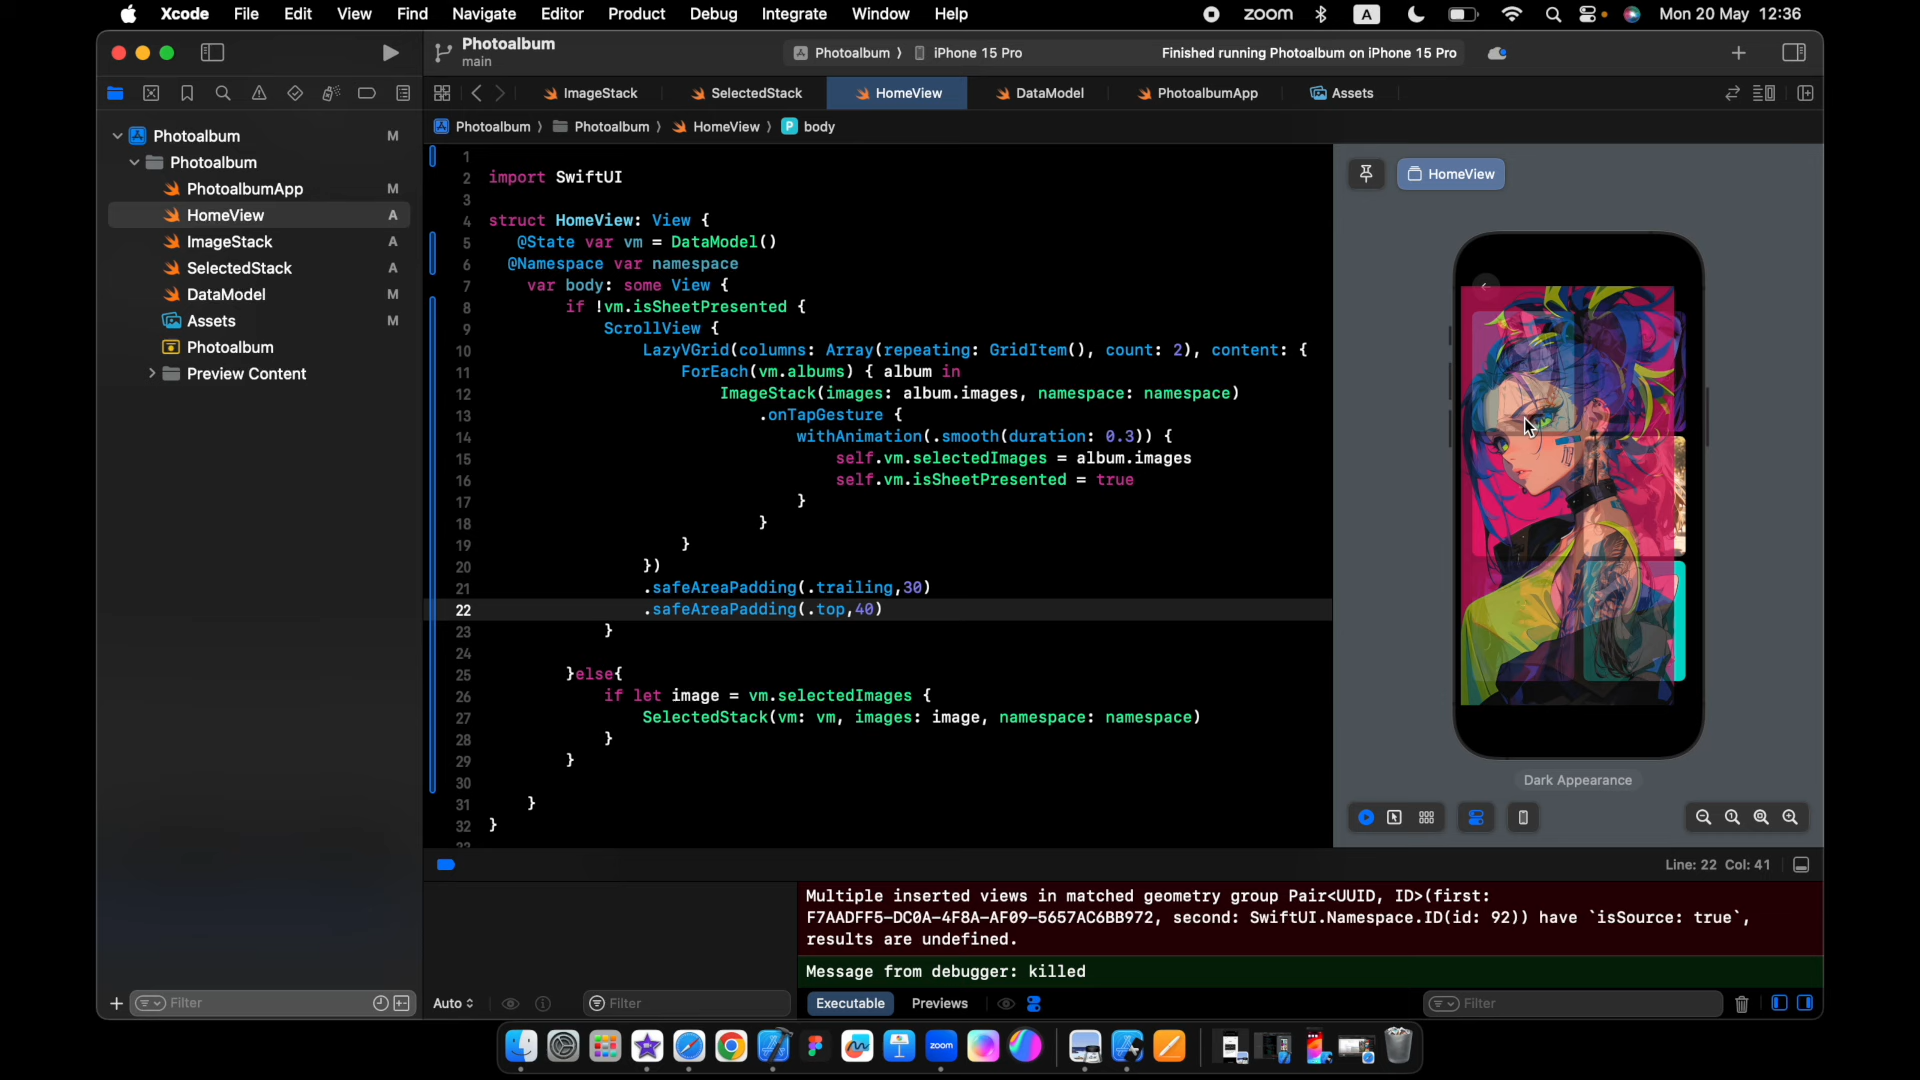 Xcode File Edit View Find Navigate Editor Product Debug Integrate Window Help
zoom A Mon 20 May 12:36
Photoalbum
main
Photoalbum 〉 iPhone 15 Pro
Finished running Photoalbum on iPhone 15 Pro
ImageStack SelectedStack HomeView DataModel PhotoalbumApp Assets
Photoalbum 〉 Photoalbum 〉 HomeView 〉 P body
Photoalbum M
Photoalbum
PhotoalbumApp M
HomeView A
ImageStack A
SelectedStack A
DataModel M
Assets M
Photoalbum
Preview Content
1
2 import SwiftUI
3
4 struct HomeView: View {
5 @State var vm = DataModel()
6 @Namespace var namespace
7 var body: some View {
8 if !vm.isSheetPresented {
9 ScrollView {
10 LazyVGrid(columns: Array(repeating: GridItem(), count: 2), content: {
11 ForEach(vm.albums) { album in
12 ImageStack(images: album.images, namespace: namespace)
13 .onTapGesture {
14 withAnimation(.smooth(duration: 0.3)) {
15 self.vm.selectedImages = album.images
16 self.vm.isSheetPresented = true
17 }
18 }
19 }
20 })
21 .safeAreaPadding(.trailing,30)
22 .safeAreaPadding(.top,40)
23 }
24
25 }else{
26 if let image = vm.selectedImages {
27 SelectedStack(vm: vm, images: image, namespace: namespace)
28 }
29 }
30
31 }
32 }
HomeView
Dark Appearance
Line: 22 Col: 41
Multiple inserted views in matched geometry group Pair<UUID, ID>(first:
F7AADFF5-DC0A-4F8A-AF09-5657AC6BB972, second: SwiftUI.Namespace.ID(id: 92)) have `isSource: true`,
results are undefined.
Message from debugger: killed
Filter
Auto
Filter
Executable Previews
Filter
zoom